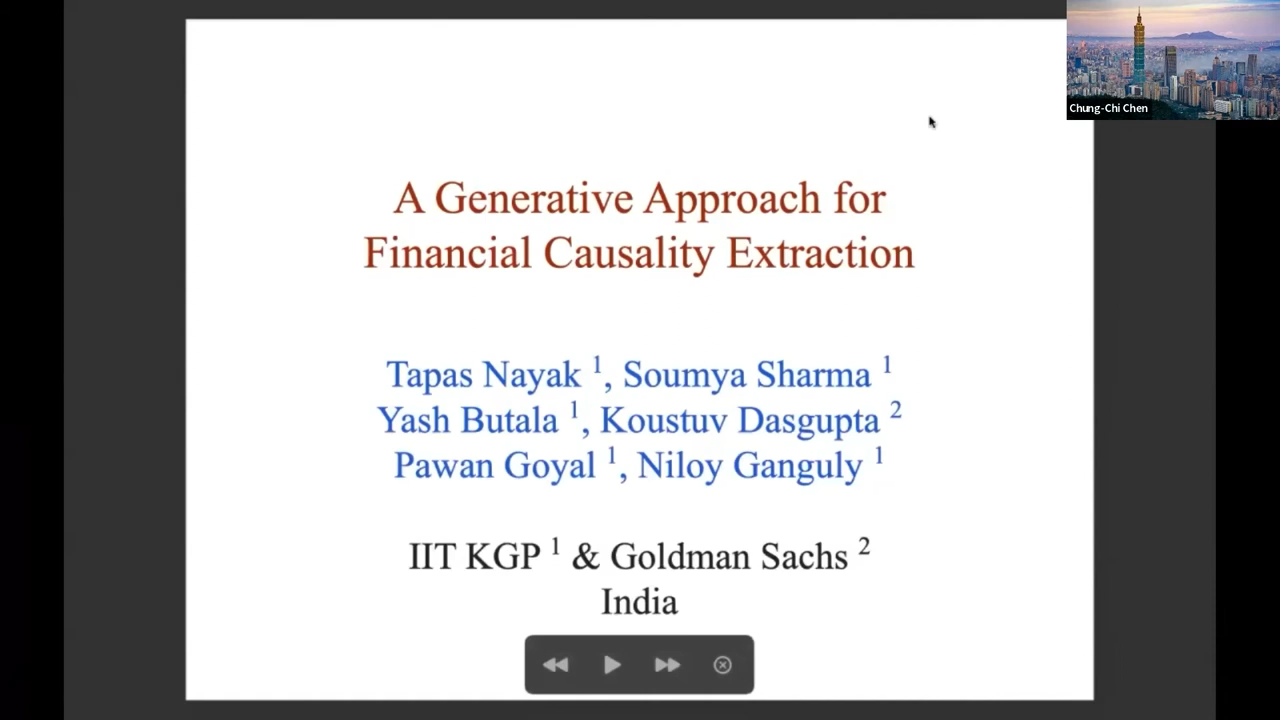 Chung-Chi Chen
A Generative Approach for
Financial Causality Extraction
Tapas Nayak 1, Soumya Sharma 1
Yash Butala 1, Koustuv Dasgupta 2
Pawan Goyal 1, Niloy Ganguly 1
IIT KGP 1 & Goldman Sachs 2
India